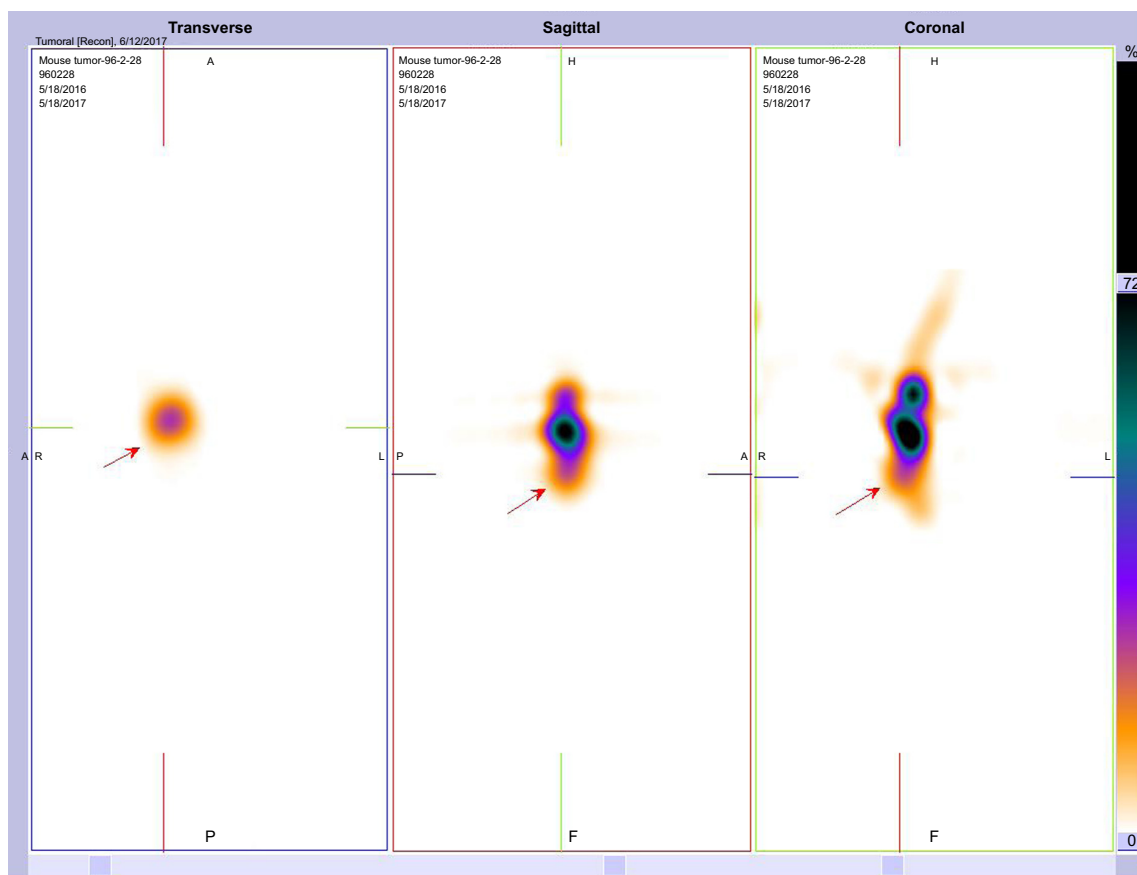 Transverse
Sagittal
Coronal
Tumoral [Recon], 6/12/2017
%
Mouse tumor-96-2-28
960228
5/18/2016
5/18/2017
A
Mouse tumor-96-2-28
960228
5/18/2016
5/18/2017
H
Mouse tumor-96-2-28
960228
5/18/2016
5/18/2017
H
72
A R
L P
A R
L
P
F
F
0